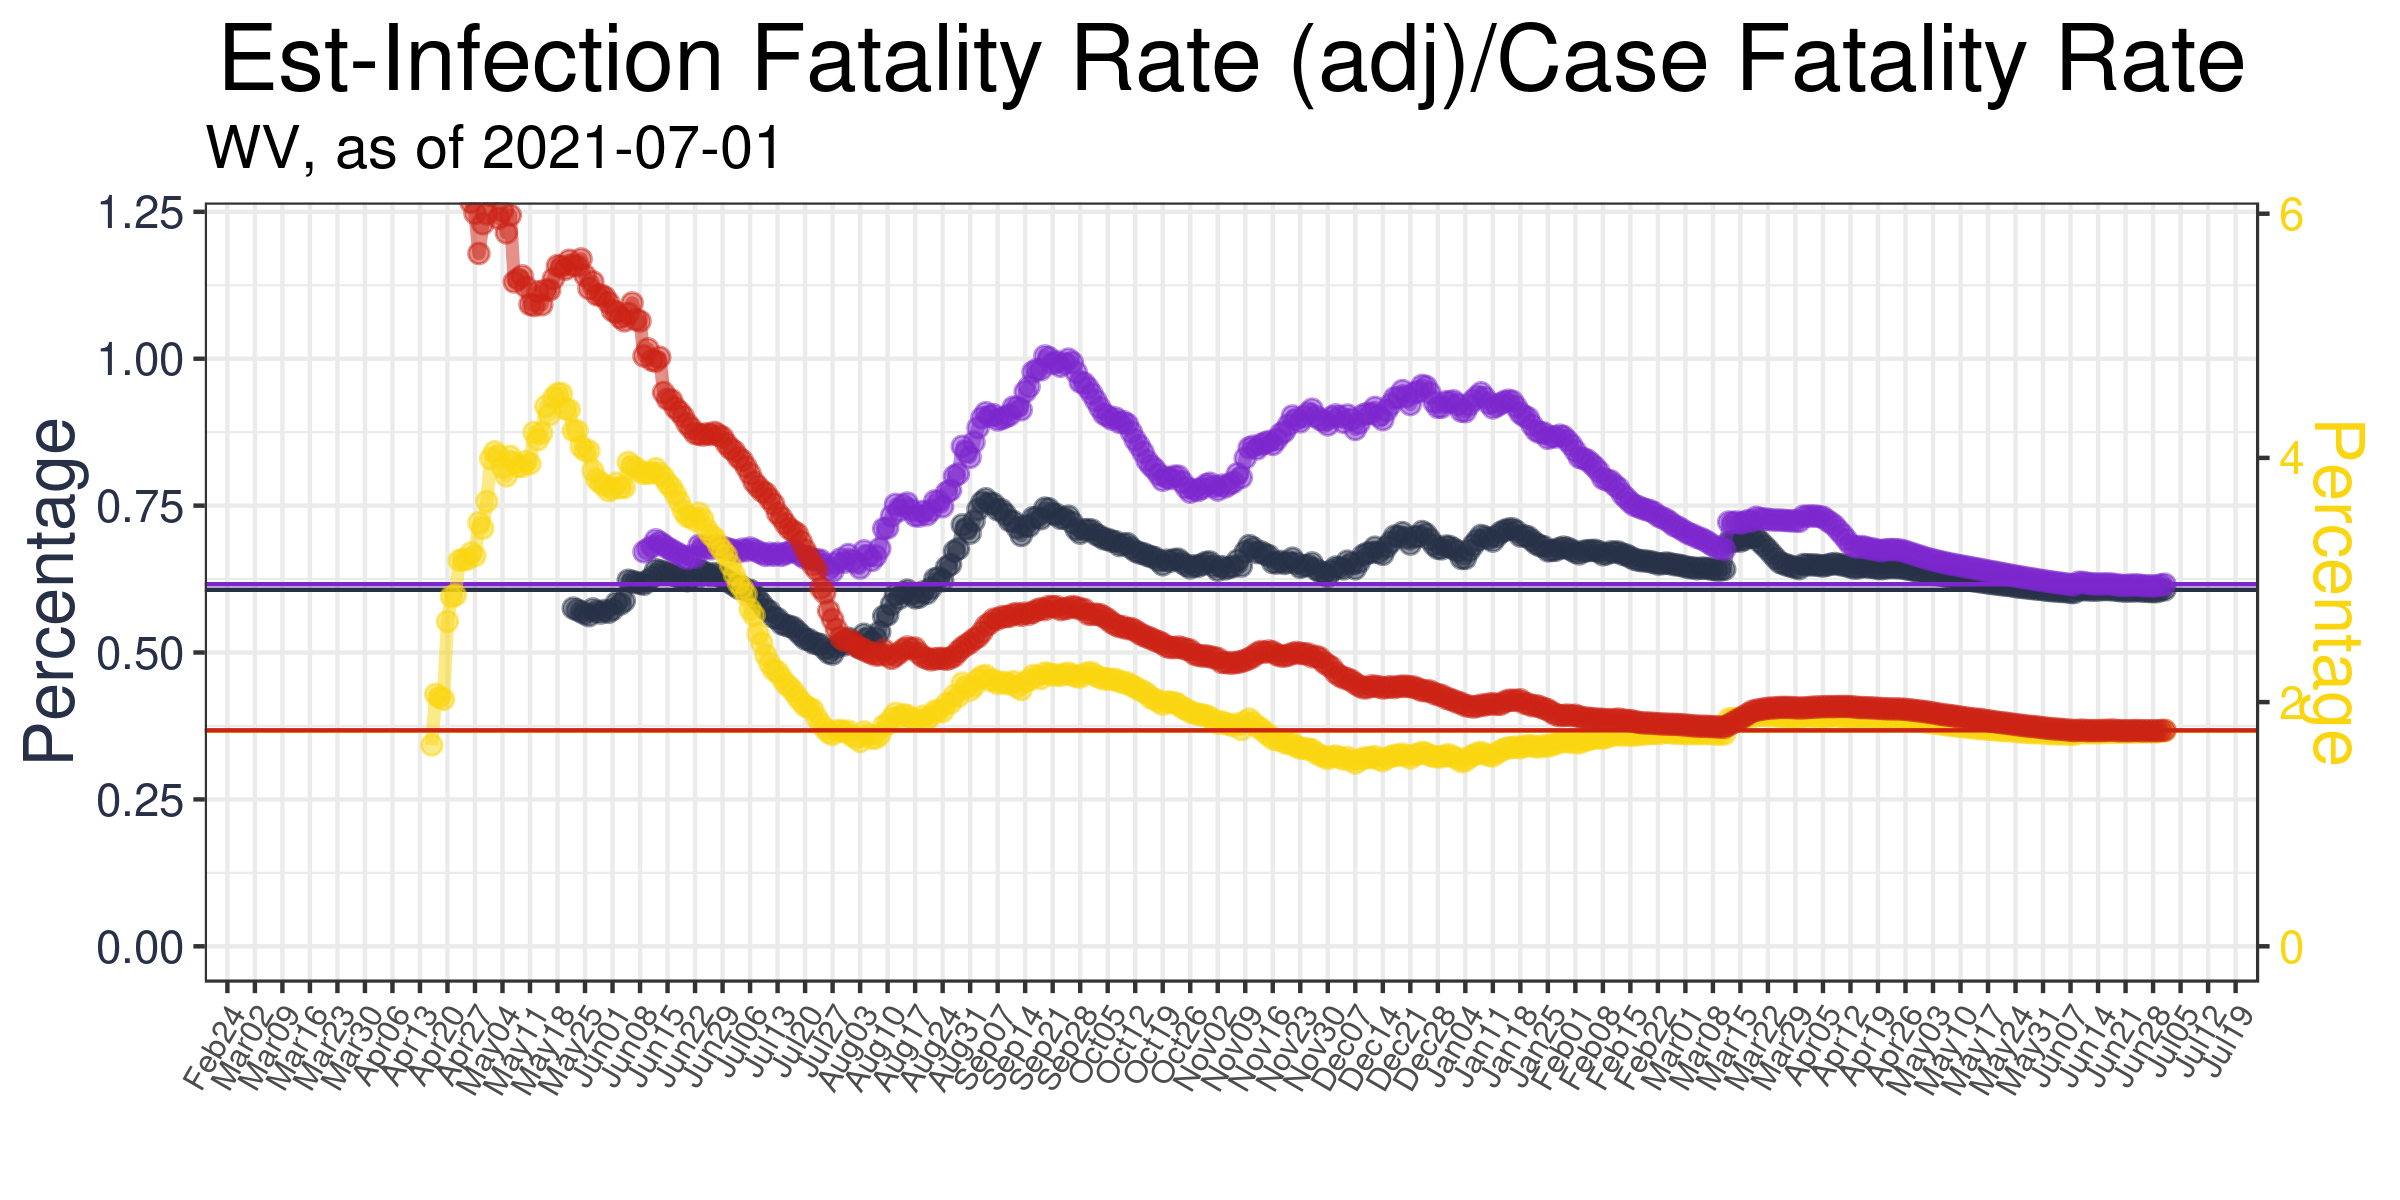 Est-Infection Fatality Rate (adj)/Case Fatality Rate
WV, as of 2021-07-01
1.25
1.00
0.75
0.50
0.25
0.00
Percentage
6
4
2
0
Percentage
Feb24
Mar02
Mar09
Mar16
Mar23
Mar30
Apr06
Apr13
Apr20
Apr27
May04
May11
May18
May25
Jun01
Jun08
Jun15
Jun22
Jun29
Jul06
Jul13
Jul20
Jul27
Aug03
Aug10
Aug17
Aug24
Aug31
Sep07
Sep14
Sep21
Sep28
Oct05
Oct12
Oct19
Oct26
Nov02
Nov09
Nov16
Nov23
Nov30
Dec07
Dec14
Dec21
Dec28
Jan04
Jan11
Jan18
Jan25
Feb01
Feb08
Feb15
Feb22
Mar01
Mar08
Mar15
Mar22
Mar29
Apr05
Apr12
Apr19
Apr26
May03
May10
May17
May24
May31
Jun07
Jun14
Jun21
Jun28
Jul05
Jul12
Jul19